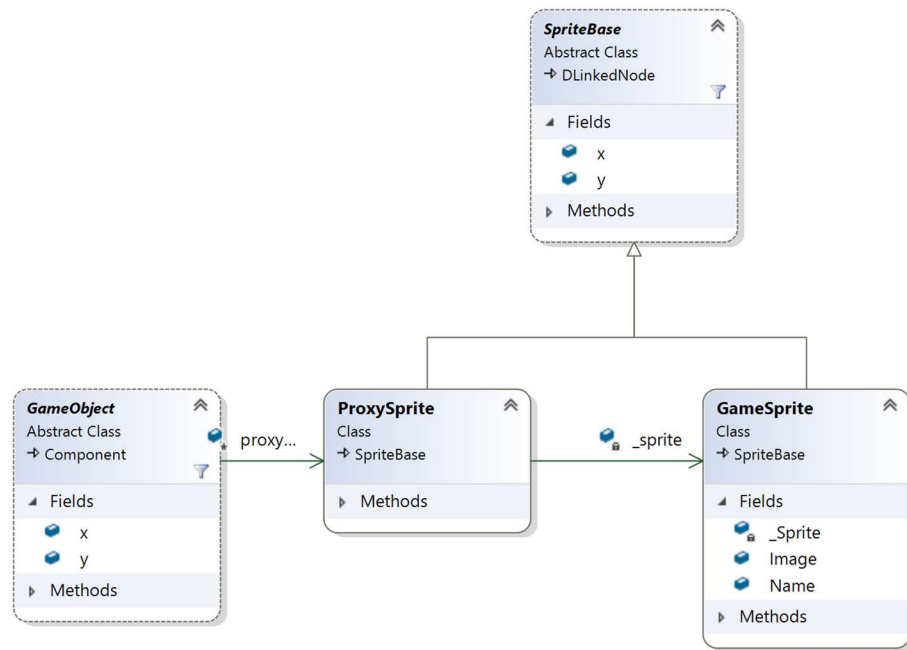 SpriteBase
Abstract Class
DLinkedNode
Fields
x
y
Methods
GameObject
Abstract Class
Component
Fields
x
y
Methods
proxy...
ProxySprite
Class
SpriteBase
Methods
_sprite
GameSprite
Class
SpriteBase
Fields
_Sprite
Image
Name
Methods